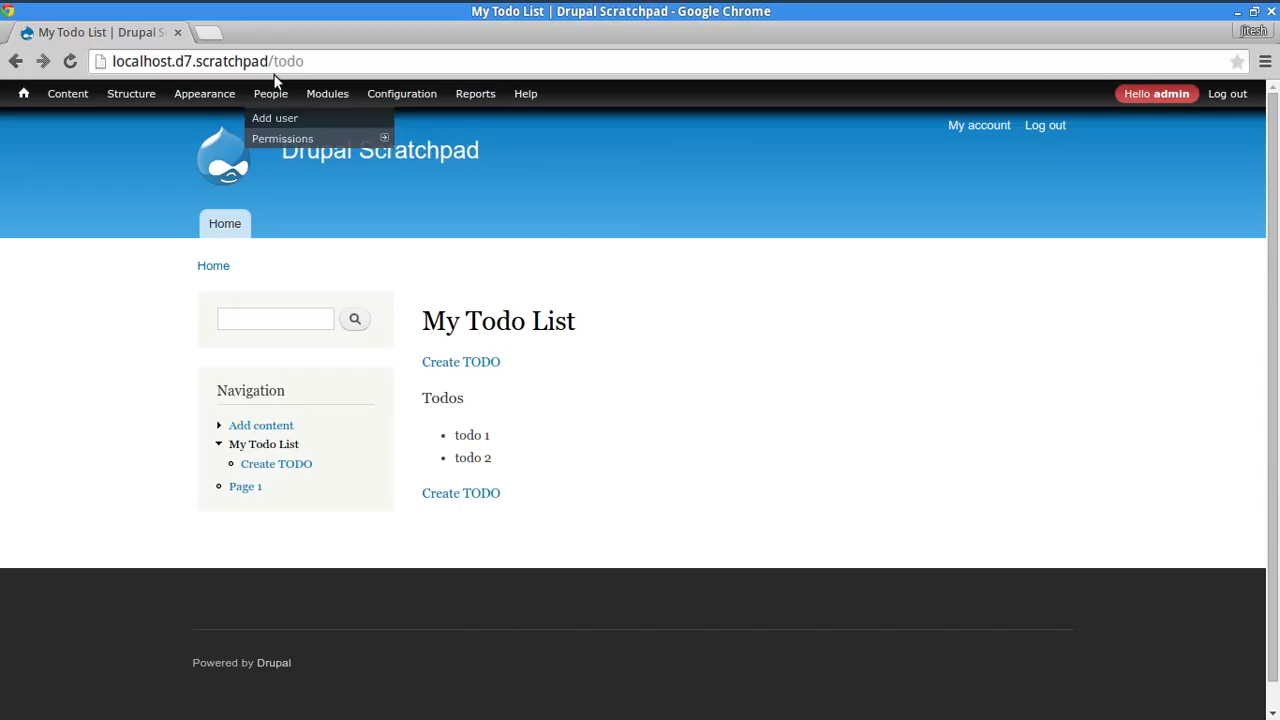 My Todo List | Drupal Scratchpad - Google Chrome
My Todo List | Drupal S
Jitesh
localhost.d7.scratchpad/todo
Content Structure Appearance People Modules Configuration Reports Help Hello admin Log out
Add user
Permissions
My account Log out
Drupal Scratchpad
Home
Home
My Todo List
Create TODO
Todos
todo 1
todo 2
Create TODO
Navigation
Add content
My Todo List
Create TODO
Page 1
Powered by Drupal